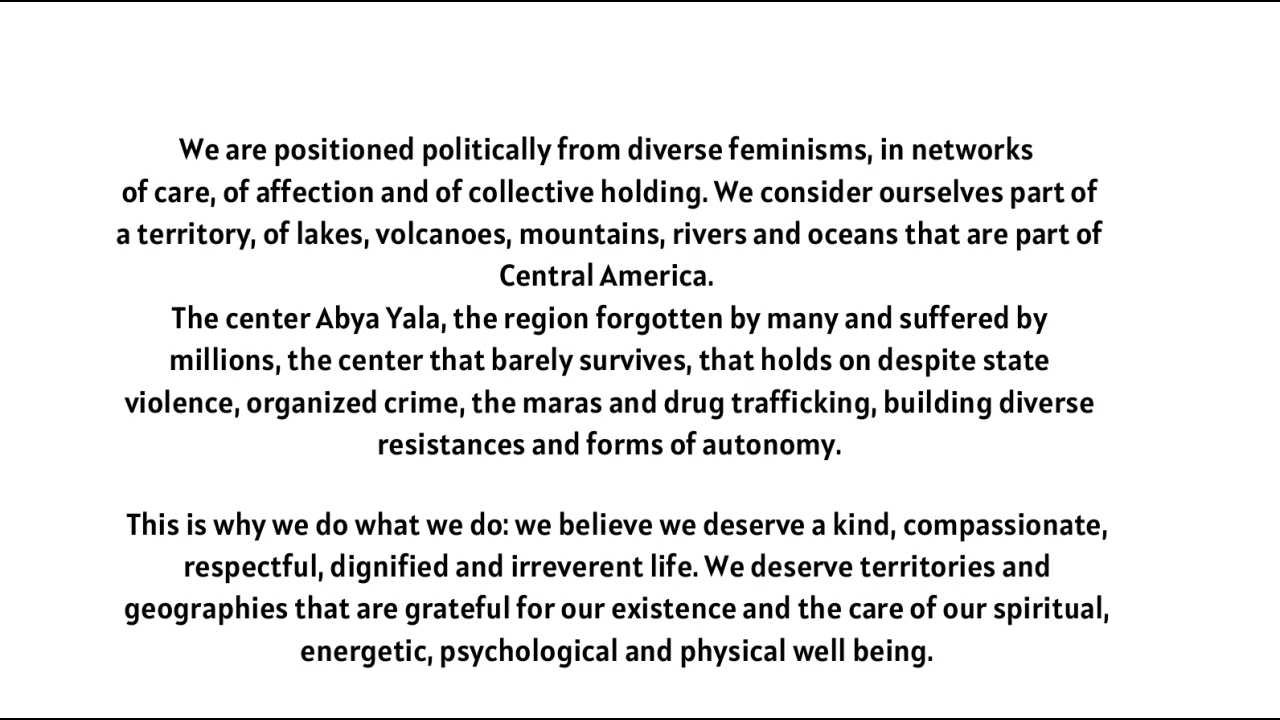 We are positioned politically from diverse feminisms, in networks
of care, of affection and of collective holding. We consider ourselves part of
a territory, of lakes, volcanoes, mountains, rivers and oceans that are part of
Central America.
The center Abya Yala, the region forgotten by many and suffered by
millions, the center that barely survives, that holds on despite state
violence, organized crime, the maras and drug trafficking, building diverse
resistances and forms of autonomy.
This is why we do what we do: we believe we deserve a kind, compassionate,
respectful, dignified and irreverent life. We deserve territories and
geographies that are grateful for our existence and the care of our spiritual,
energetic, psychological and physical well being.